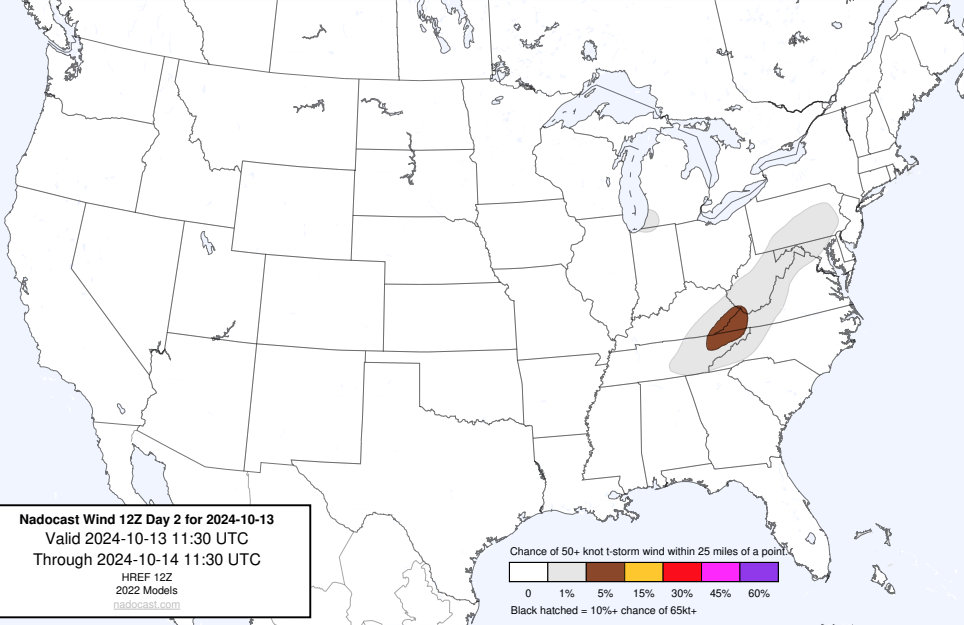 Nadocast Wind 12Z Day 2 for 2024-10-13
Valid 2024-10-13 11:30 UTC
Through 2024-10-14 11:30 UTC
HREF 12Z
2022 Models
nadocast.com
Chance of 50+ knot t-storm wind within 25 miles of a point.
0 1% 5% 15% 30% 45% 60%
Black hatched = 10%+ chance of 65kt+